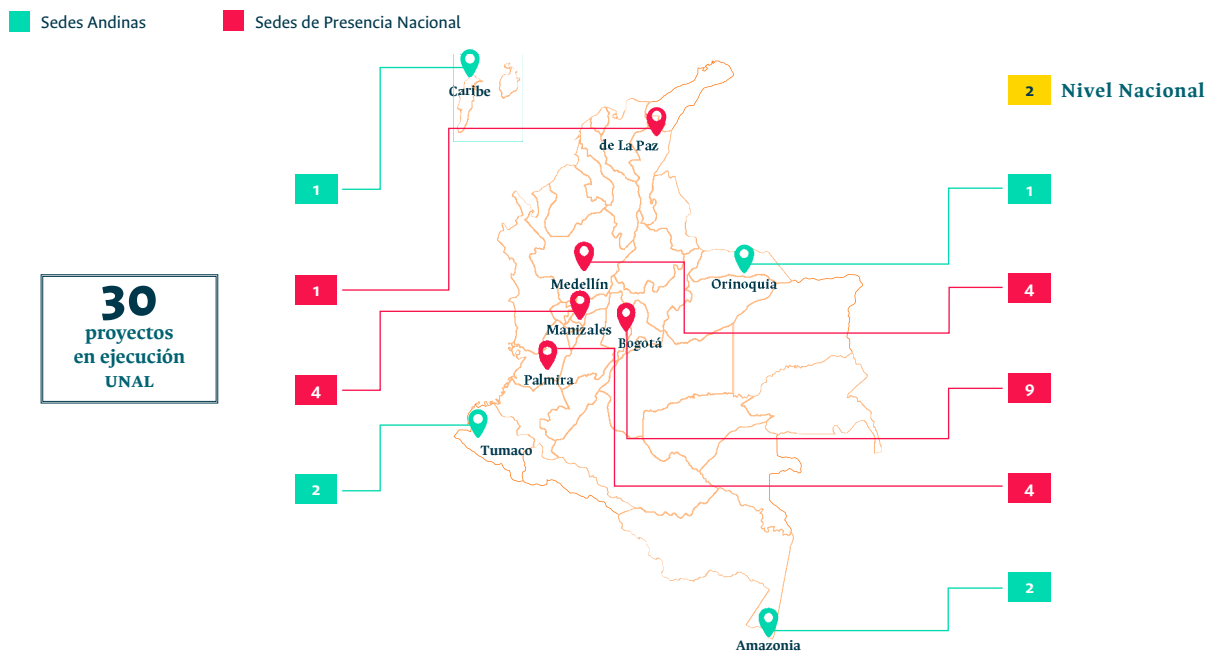 Sedes Andinas
Sedes de Presencia Nacional
Caribe
de La Paz
2 Nivel Nacional
1
1
30
proyectos
en ejecución
UNAL
1
Medellín
Orinoquia
4
Manizales
Bogotá
Palmira
4
9
Tumaco
2
4
2
Amazonia